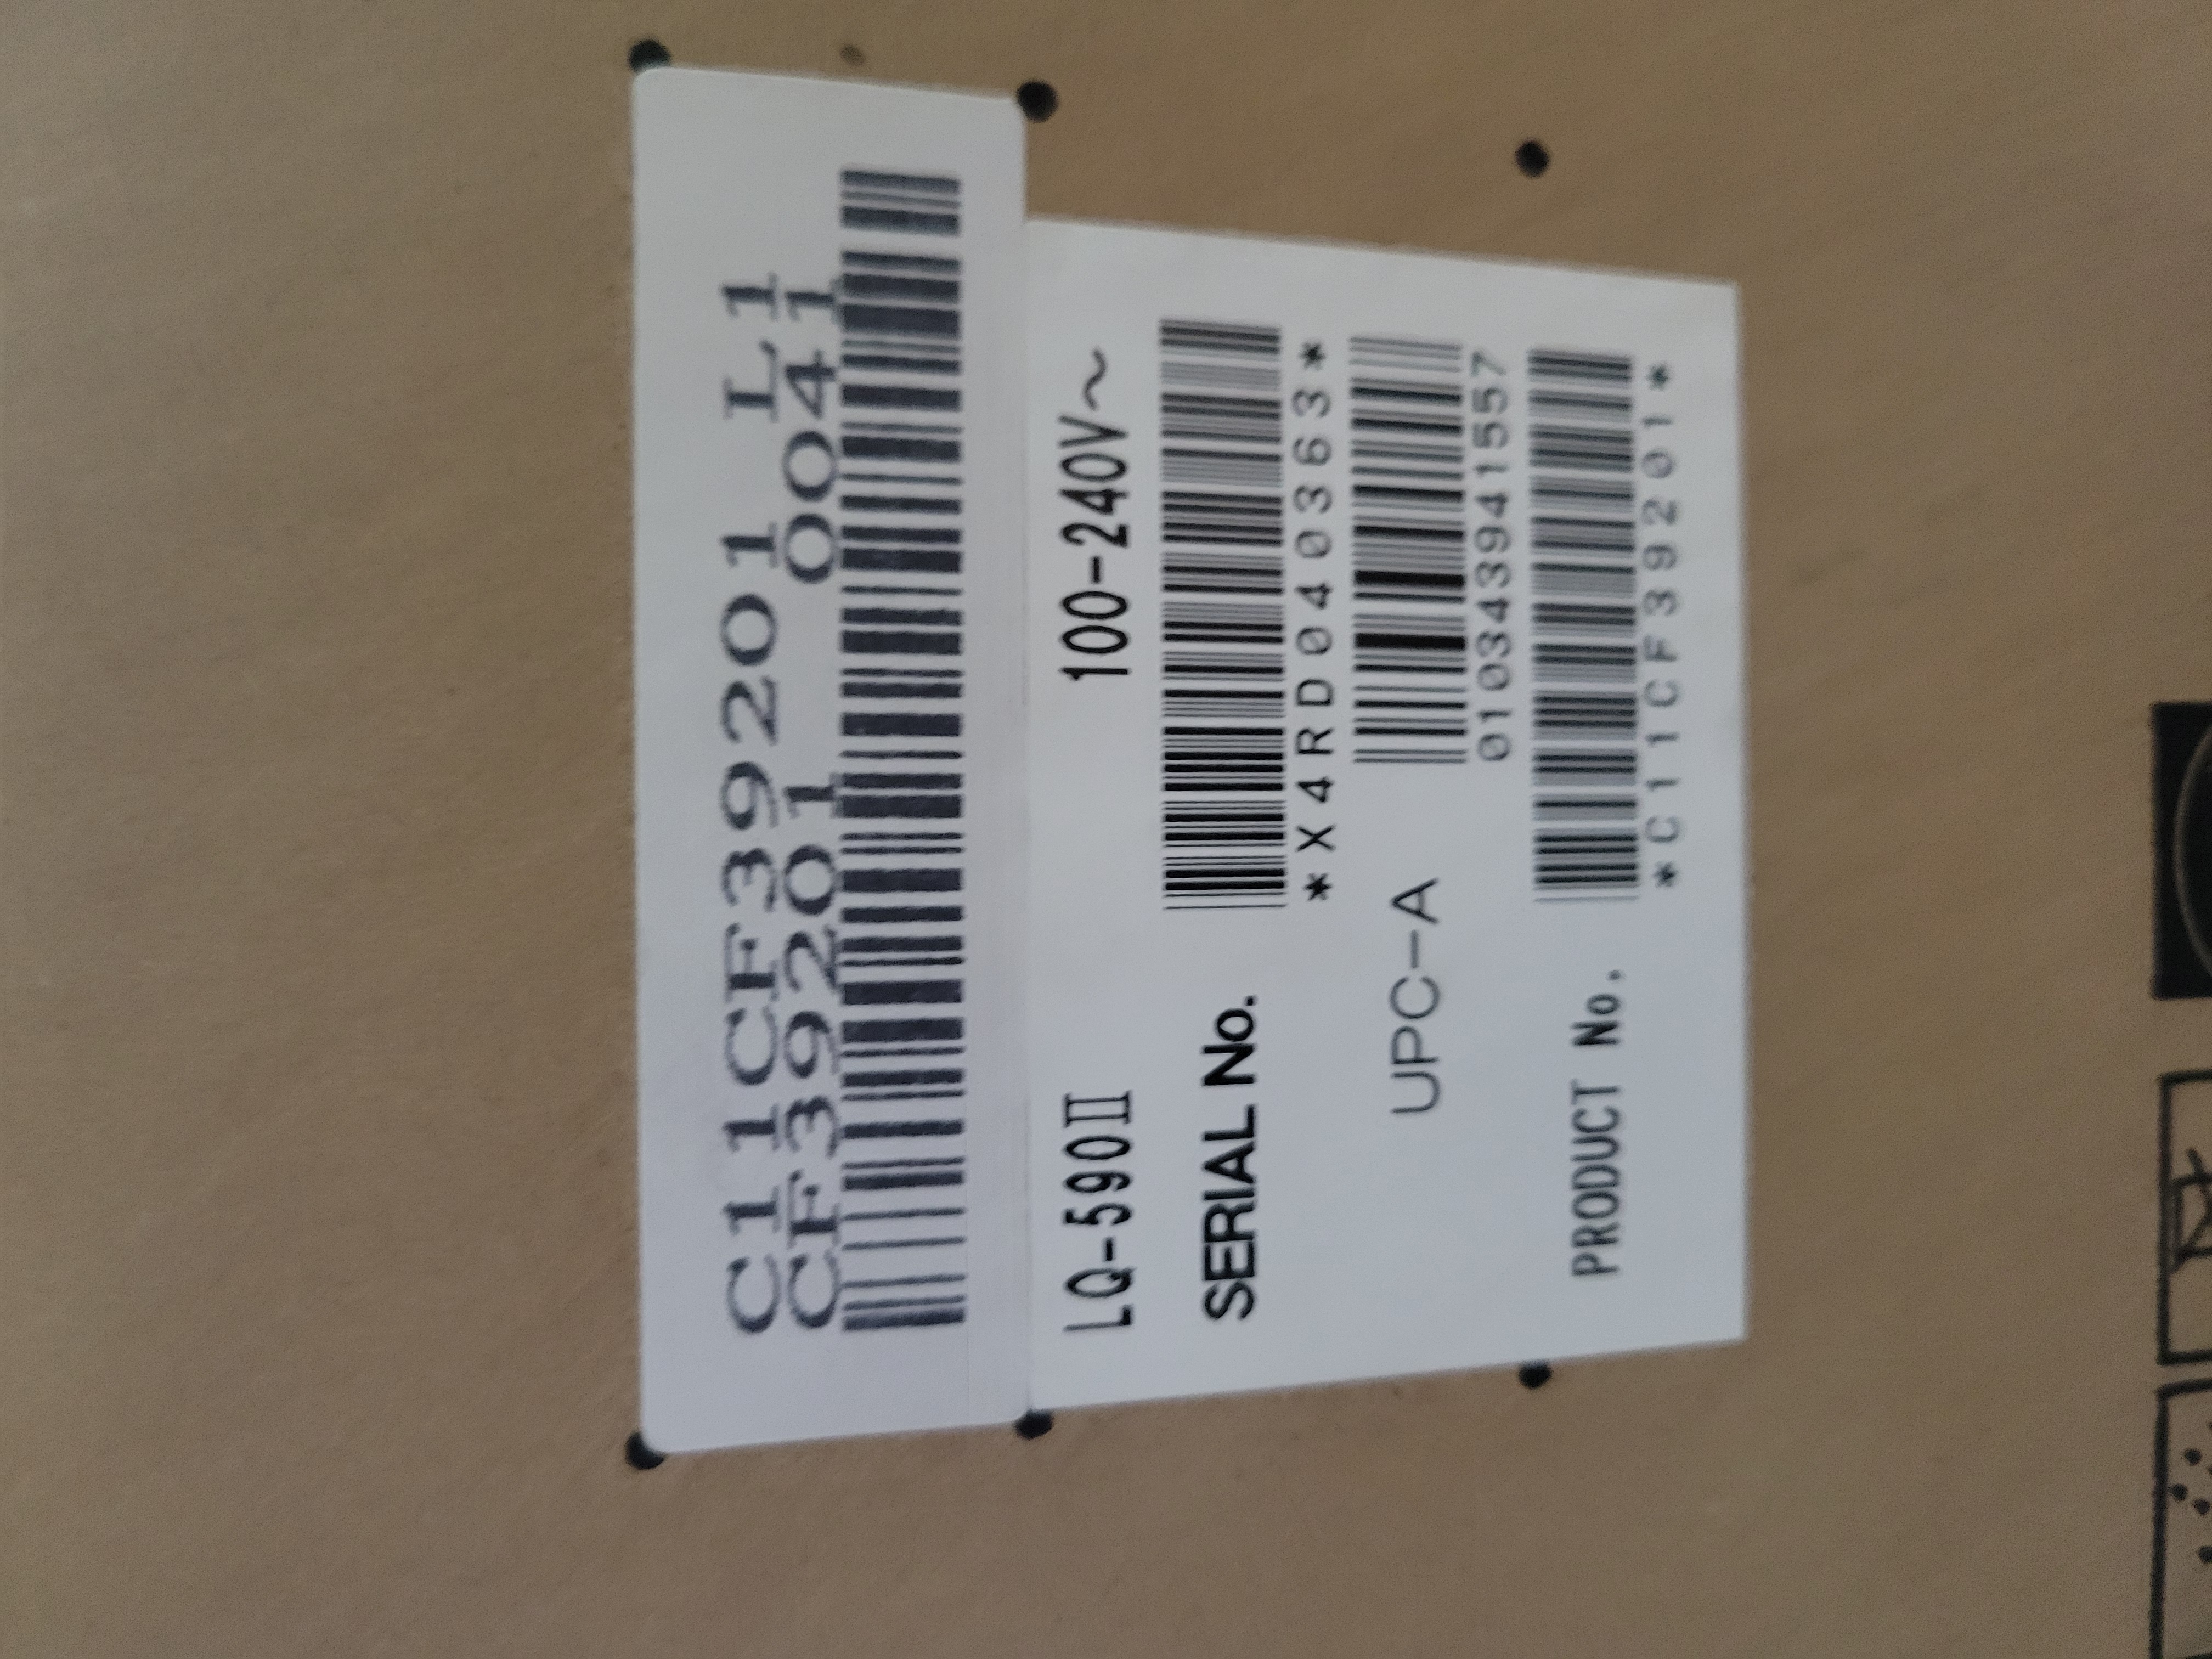 C11CF39201 L1
CF39201 0041
LQ-590II 100-240V~
SERIAL No.
*X4RD040363*
UPC-A
010343941557
PRODUCT No.
*C11CF39201*